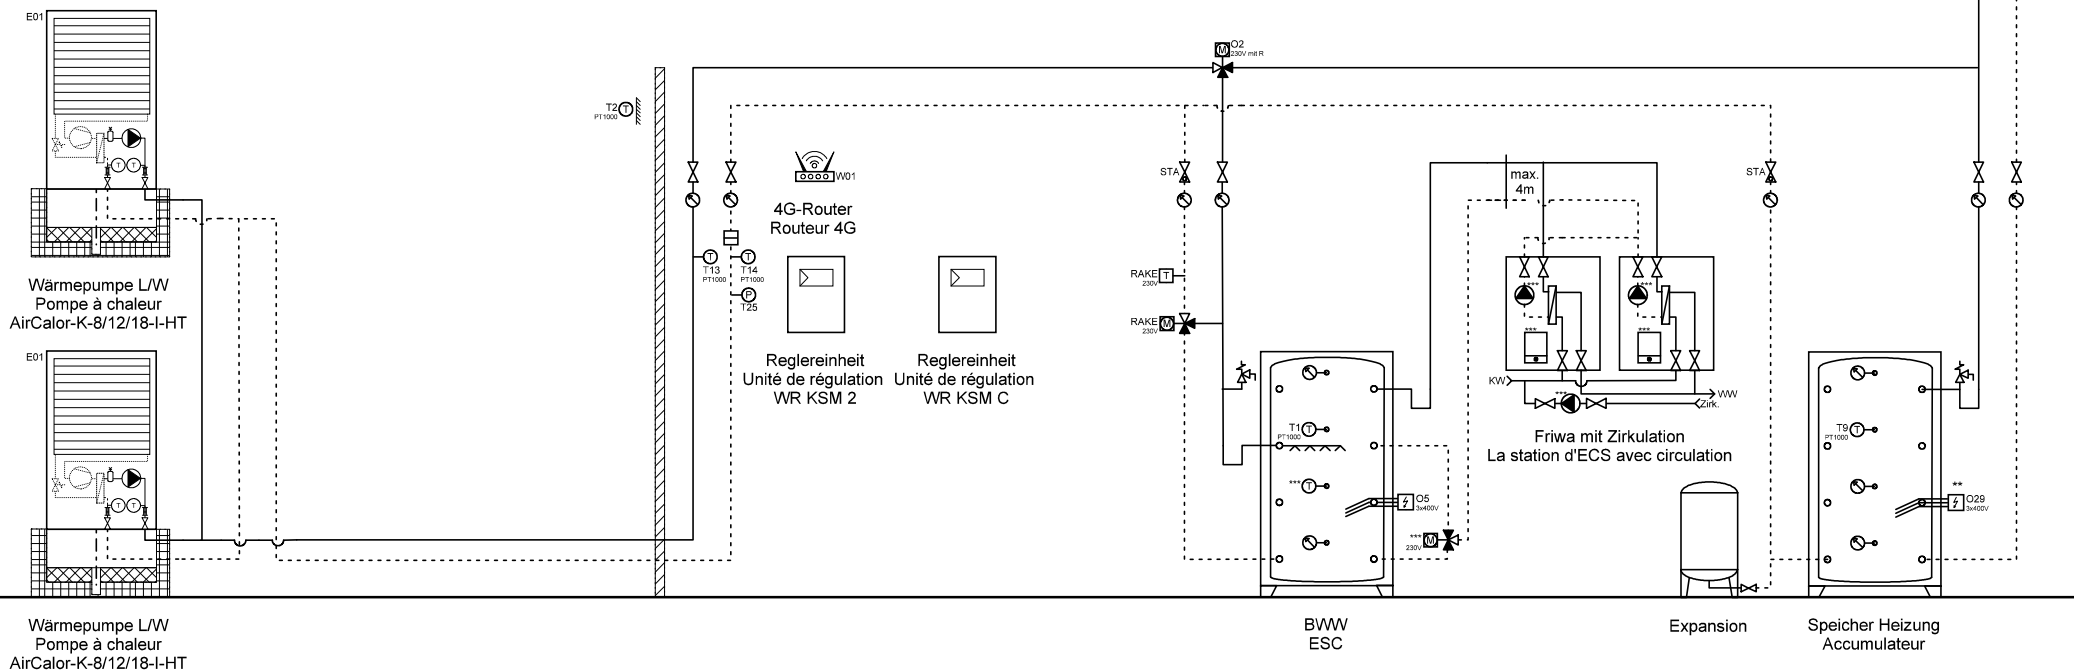 E01
T
T
Wärmepumpe L/W
Pompe à chaleur
AirCalor-K-8/12/18-I-HT
E01
T
T
Wärmepumpe L/W
Pompe à chaleur
AirCalor-K-8/12/18-I-HT
T2
PT1000
T
T
T13
PT1000
T
T14
PT1000
P
T25
W01
4G-Router
Routeur 4G
Reglereinheit
Unité de régulation
WR KSM 2
Reglereinheit
Unité de régulation
WR KSM C
M
O2
230V mit R
STA
RAKE
230V
T
RAKE
230V
M
T1
PT1000
T
***
T
O5
3x400V
***
230V
M
BWW
ESC
max.
4m
***
***
***
***
KW
WW
***
Zirk.
Friwa mit Zirkulation
La station d'ECS avec circulation
STA
Expansion
T9
PT1000
T
**
O29
3x400V
Speicher Heizung
Accumulateur